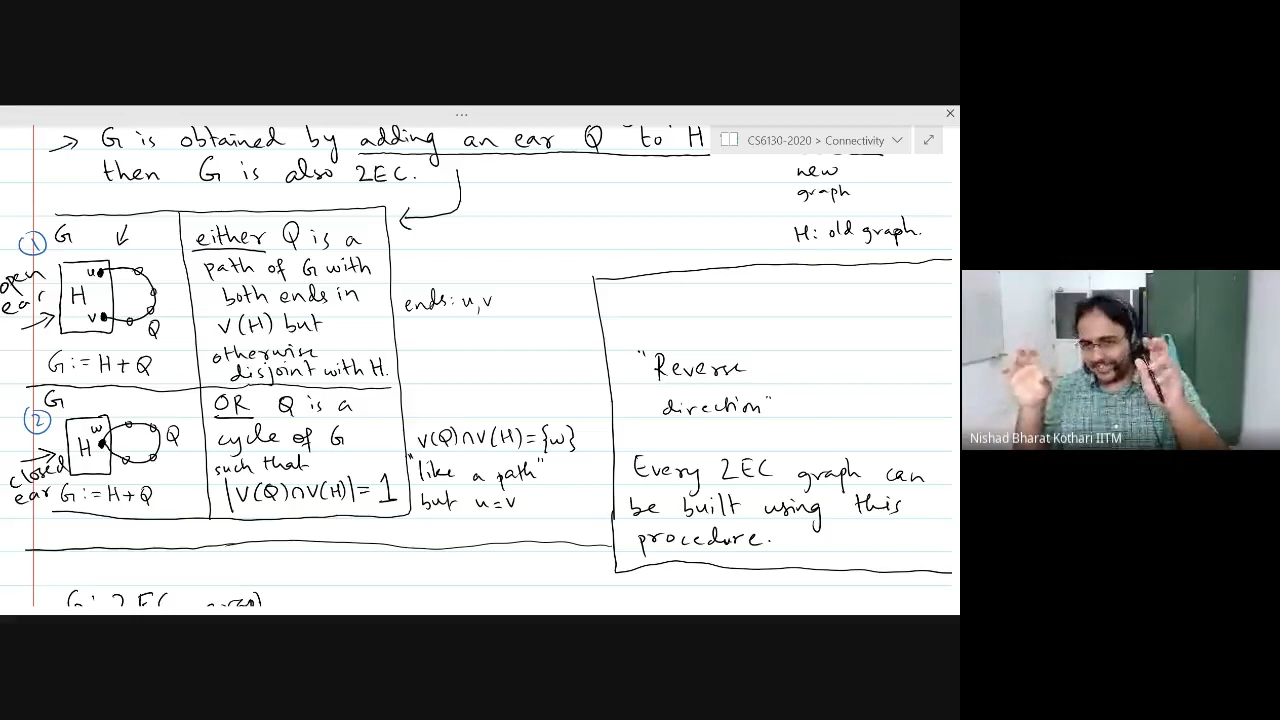 → G is obtained by adding an ear Q "to" H
then G is also 2EC.
CS6130-2020 > Connectivity
new
graph
H: old graph.
① G
open
ear
u
H
v
Q
G := H + Q
either Q is a
path of G with
both ends in
V(H) but
otherwise
disjoint with H.
ends: u, v
② G
closed
ear
w
H
Q
G := H + Q
OR Q is a
cycle of G
such that
|V(Q)∩V(H)| = 1
V(Q)∩V(H) = {w}
"like a path"
but u=v
"Reverse
direction"
Every 2EC graph can
be built using this
procedure.
Nishad Bharat Kothari IITM
G: 2EC